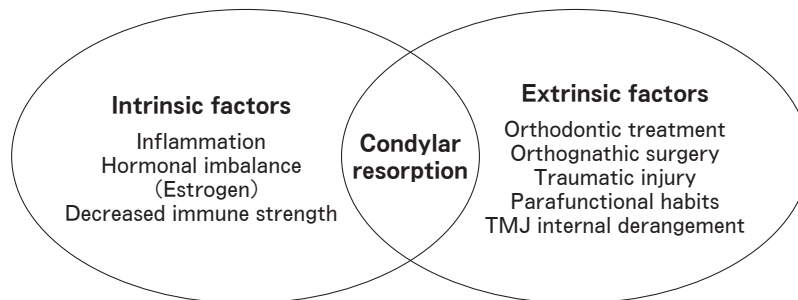 Intrinsic factors
Inflammation
Hormonal imbalance
（Estrogen）
Decreased immune strength
Condylar
resorption
Extrinsic factors
Orthodontic treatment
Orthognathic surgery
Traumatic injury
Parafunctional habits
TMJ internal derangement